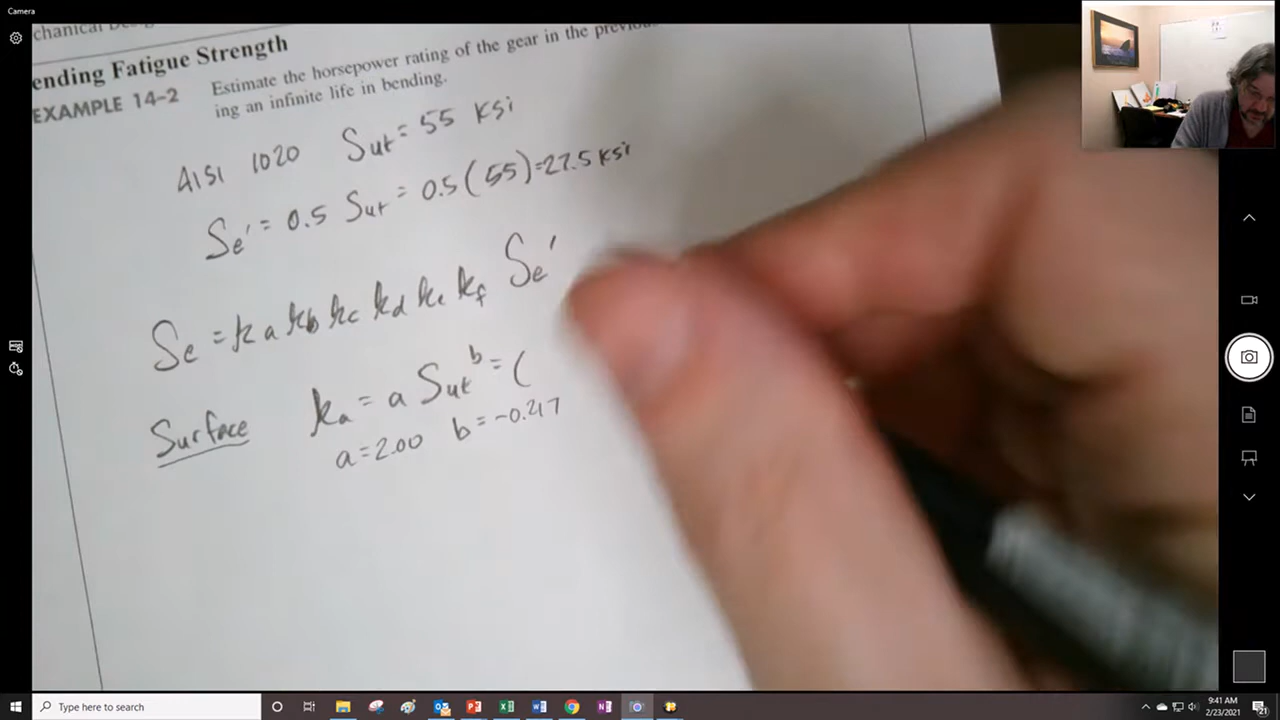 Camera
chanical
ending Fatigue Strength
EXAMPLE 14–2 Estimate the horsepower rating of the gear in the
ing an infinite life in bending.
AISI 1020 Sut = 55 ksi
Se' = 0.5 Sut = 0.5(55)=27.5 ksi
Se = ka kb kc kd ke kf Se'
Surface ka = a Sut^b = (
a=2.00 b=-0.217
Type here to search
9:41 AM
2/23/2021
21